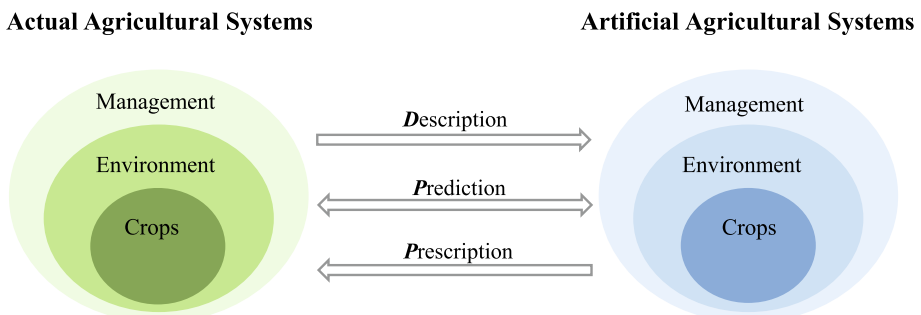 Actual Agricultural Systems
Artificial Agricultural Systems
Management
Environment
Crops
Description
Prediction
Prescription
Management
Environment
Crops